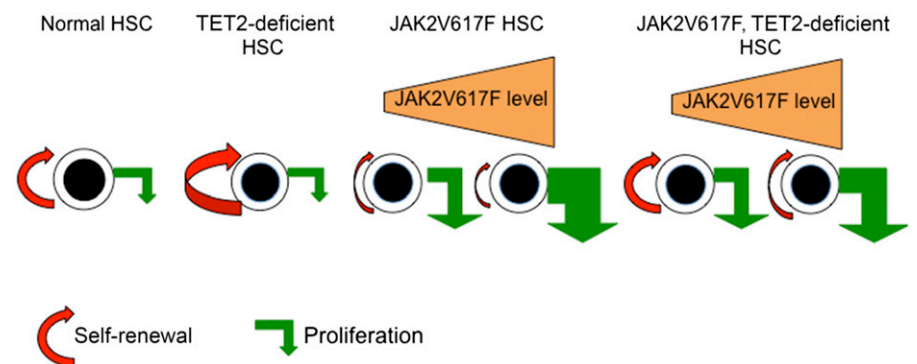 Normal HSC
TET2-deficient
HSC
JAK2V617F HSC
JAK2V617F, TET2-deficient
HSC
JAK2V617F level
JAK2V617F level
Self-renewal
Proliferation